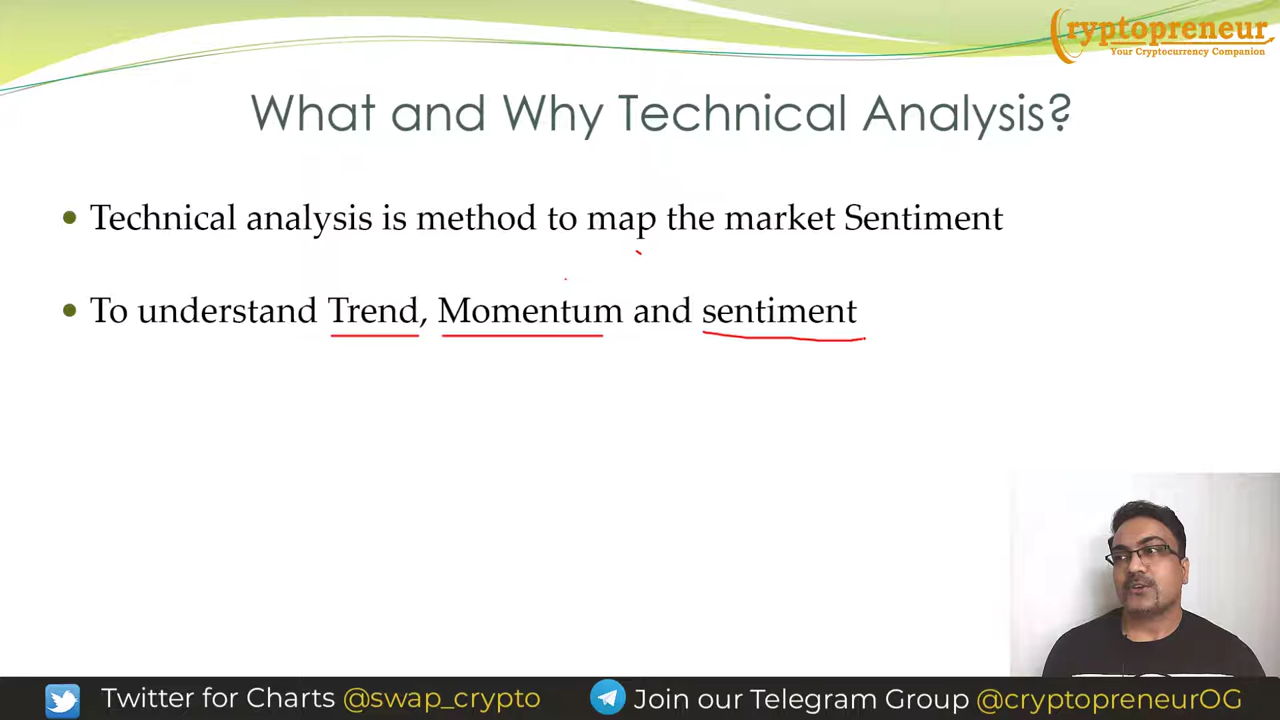 Cryptopreneur
Your Cryptocurrency Companion
What and Why Technical Analysis?
• Technical analysis is method to map the market Sentiment
• To understand Trend, Momentum and sentiment
Twitter for Charts @swap_crypto
Join our Telegram Group @cryptopreneurOG